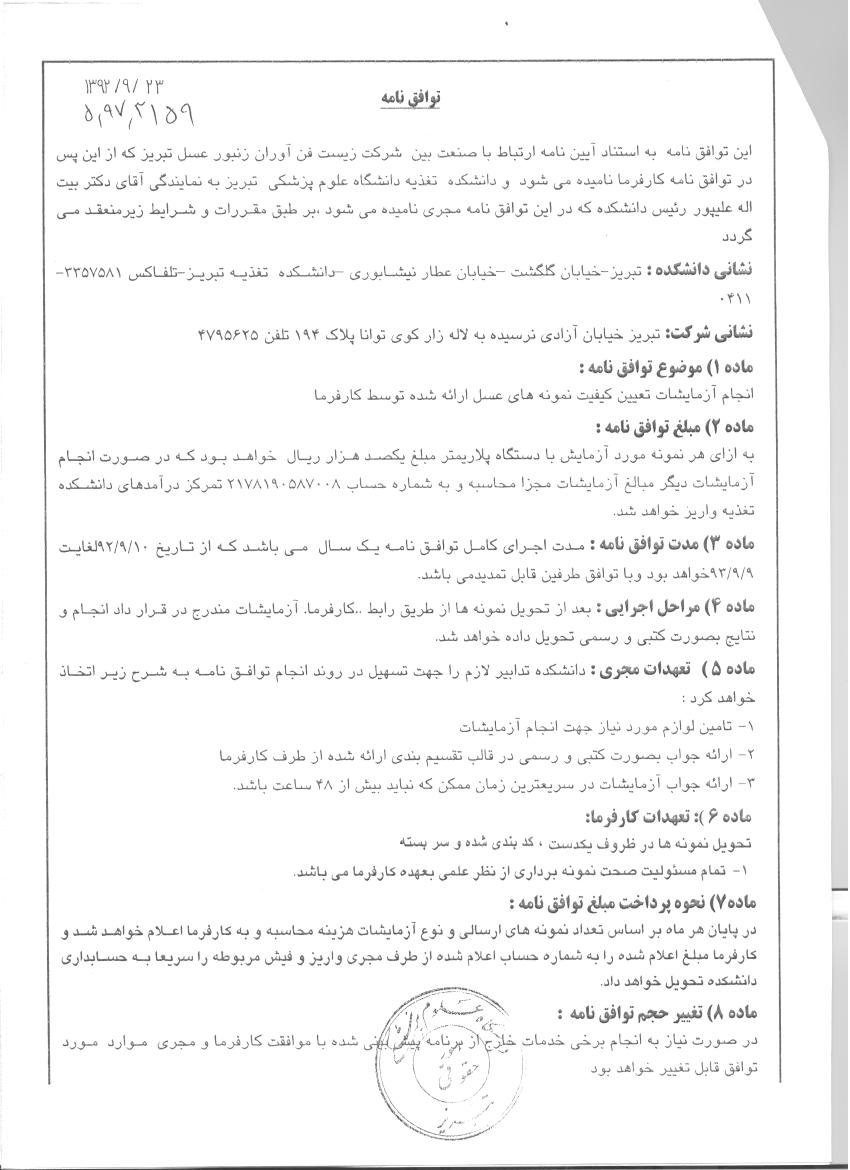 ۱۳۹۲/۹/۲۳
۵,۹۷,۲۱۵۹
توافق نامه
این توافق نامه به استناد آیین نامه ارتباط با صنعت بین شرکت زیست فن آوران زنبور عسل تبریز که از این پس
در توافق نامه کارفرما نامیده می شود و دانشکده تغذیه دانشگاه علوم پزشکی تبریز به نمایندگی آقای دکتر بیت
اله علیپور رئیس دانشکده که در این توافق نامه مجری نامیده می شود ،بر طبق مقررات و شرایط زیرمنعقد می
گردد
نشانی دانشکده : تبریز-خیابان گلگشت -خیابان عطار نیشابوری -دانشکده تغذیه تبریز-تلفاکس ۳۳۵۷۵۸۱-
۰۴۱۱
نشانی شرکت: تبریز خیابان آزادی نرسیده به لاله زار کوی توانا پلاک ۱۹۴ تلفن ۴۷۹۵۶۲۵
ماده ۱) موضوع توافق نامه :
انجام آزمایشات تعیین کیفیت نمونه های عسل ارائه شده توسط کارفرما
ماده ۲) مبلغ توافق نامه :
به ازای هر نمونه مورد آزمایش با دستگاه پلاریمتر مبلغ یکصد هزار ریال خواهد بود که در صورت انجام
آزمایشات دیگر مبالغ آزمایشات مجزا محاسبه و به شماره حساب ۲۱۷۸۱۹۰۵۸۷۰۰۸ تمرکز درآمدهای دانشکده
تغذیه واریز خواهد شد.
ماده ۳) مدت توافق نامه : مدت اجرای کامل توافق نامه یک سال می باشد که از تاریخ ۹۲/۹/۱۰لغایت
۹۳/۹/۹خواهد بود وبا توافق طرفین قابل تمدیدمی باشد.
ماده ۴) مراحل اجرایی : بعد از تحویل نمونه ها از طریق رابط ..کارفرما. آزمایشات مندرج در قرار داد انجام و
نتایج بصورت کتبی و رسمی تحویل داده خواهد شد.
ماده ۵ ) تعهدات مجری : دانشکده تدابیر لازم را جهت تسهیل در روند انجام توافق نامه به شرح زیر اتخاذ
خواهد کرد :
۱- تامین لوازم مورد نیاز جهت انجام آزمایشات
۲- ارائه جواب بصورت کتبی و رسمی در قالب تقسیم بندی ارائه شده از طرف کارفرما
۳- ارائه جواب آزمایشات در سریعترین زمان ممکن که نباید بیش از ۴۸ ساعت باشد.
ماده ۶ ): تعهدات کارفرما:
تحویل نمونه ها در ظروف یکدست ، کد بندی شده و سر بسته
۱- تمام مسئولیت صحت نمونه برداری از نظر علمی بعهده کارفرما می باشد.
ماده۷) نحوه پرداخت مبلغ توافق نامه :
در پایان هر ماه بر اساس تعداد نمونه های ارسالی و نوع آزمایشات هزینه محاسبه و به کارفرما اعلام خواهد شد و
کارفرما مبلغ اعلام شده را به شماره حساب اعلام شده از طرف مجری واریز و فیش مربوطه را سریعا به حسابداری
دانشکده تحویل خواهد داد.
ماده ۸) تغییر حجم توافق نامه :
در صورت نیاز به انجام برخی خدمات خارج از برنامه پیش بینی شده با موافقت کارفرما و مجری موارد مورد
توافق قابل تغییر خواهد بود
علوم
حقوقی
تبریز